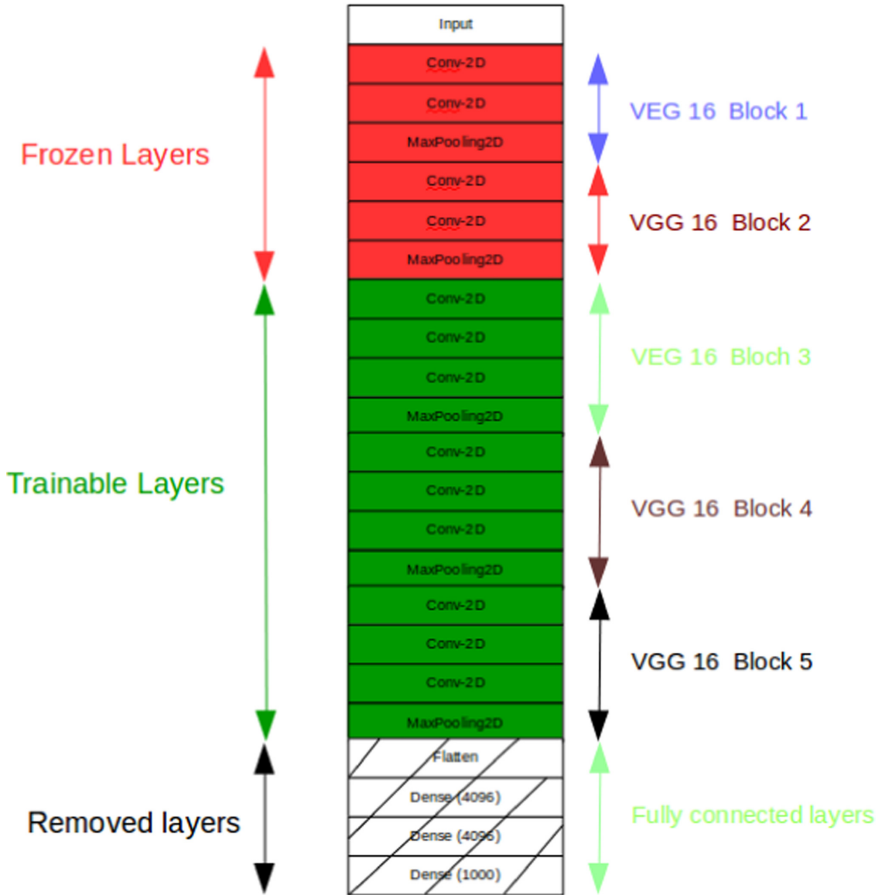 Input
Conv-2D
Conv-2D
MaxPooling2D
Conv-2D
Conv-2D
MaxPooling2D
Conv-2D
Conv-2D
Conv-2D
MaxPooling2D
Conv-2D
Conv-2D
Conv-2D
MaxPooling2D
Conv-2D
Conv-2D
Conv-2D
MaxPooling2D
Flatten
Dense (4096)
Dense (4096)
Dense (1000)
Frozen Layers
Trainable Layers
Removed layers
VEG 16 Block 1
VGG 16 Block 2
VEG 16 Bloch 3
VGG 16 Block 4
VGG 16 Block 5
Fully connected layers